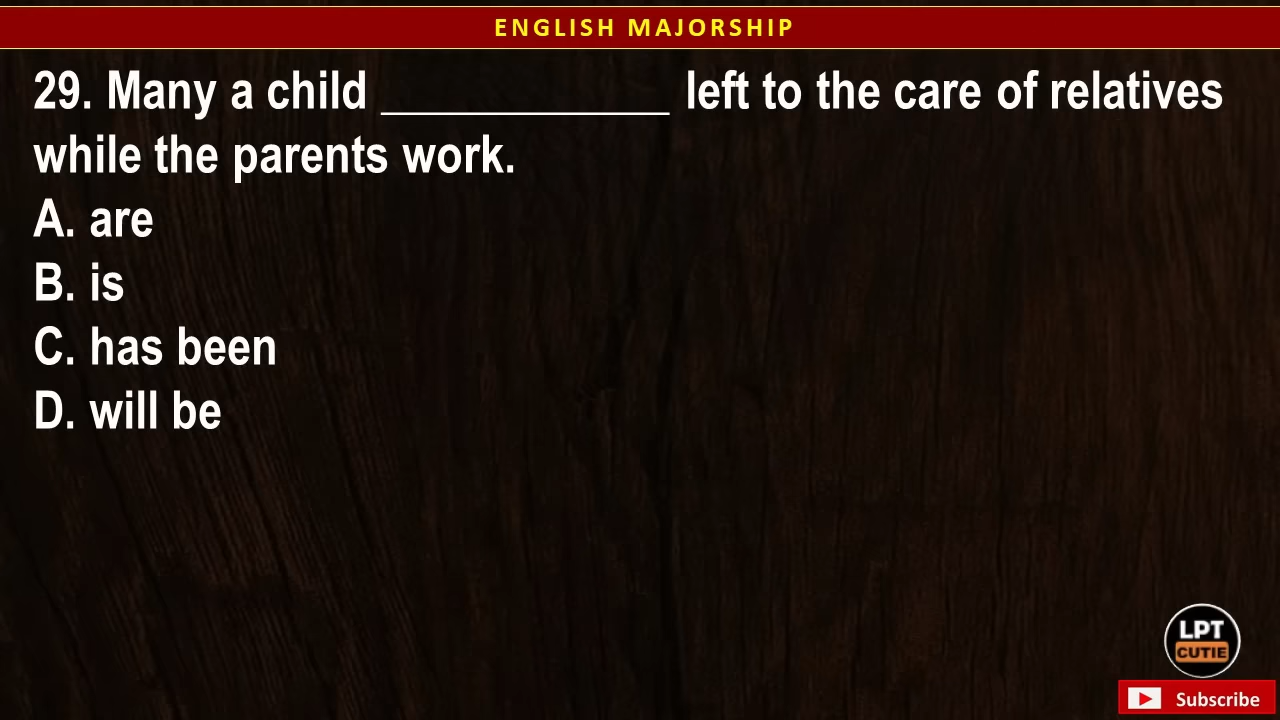 ENGLISH MAJORSHIP
29. Many a child _____________ left to the care of relatives
while the parents work.
A. are
B. is
C. has been
D. will be
LPT
CUTIE
Subscribe